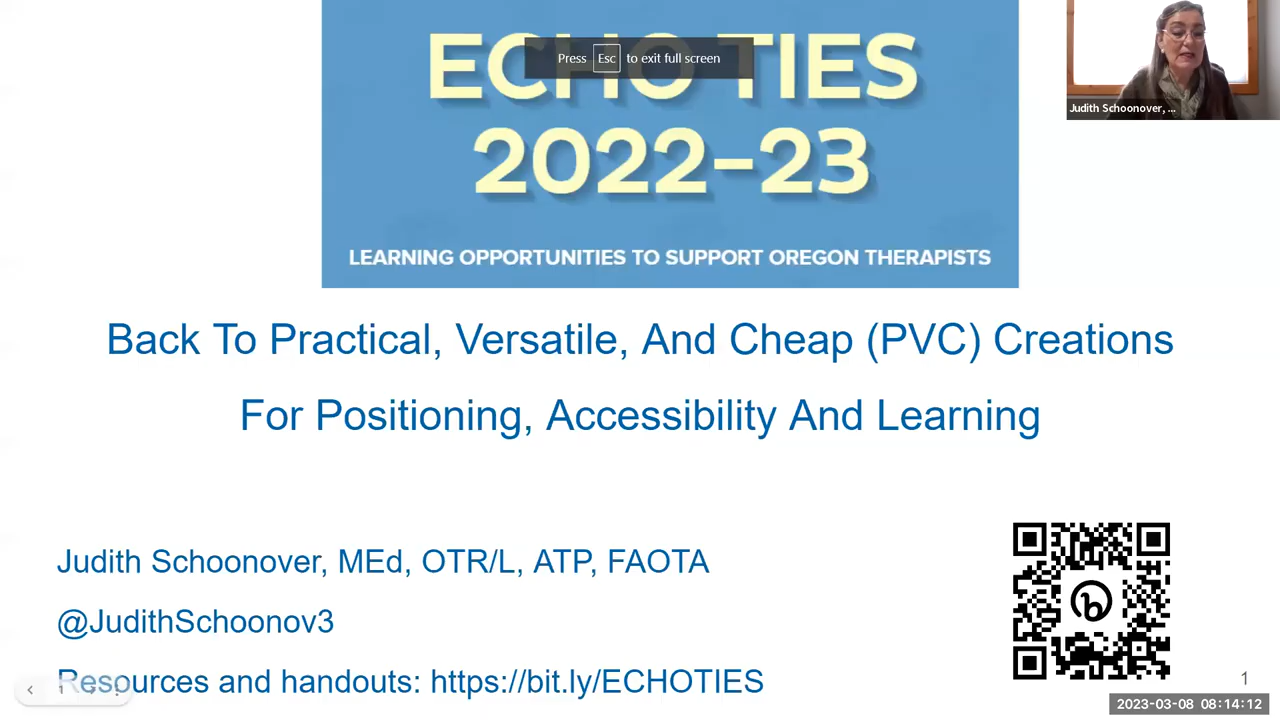 ECHO TIES
Press Esc to exit full screen
2022-23
LEARNING OPPORTUNITIES TO SUPPORT OREGON THERAPISTS
Judith Schoonover, ...
Back To Practical, Versatile, And Cheap (PVC) Creations
For Positioning, Accessibility And Learning
Judith Schoonover, MEd, OTR/L, ATP, FAOTA
@JudithSchoonov3
Resources and handouts: https://bit.ly/ECHOTIES
1
2023-03-08 08:14:12